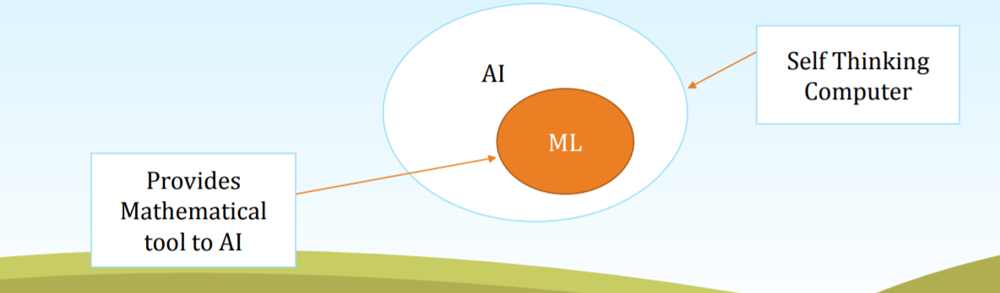 AI
ML
Self Thinking
Computer
Provides
Mathematical
tool to AI